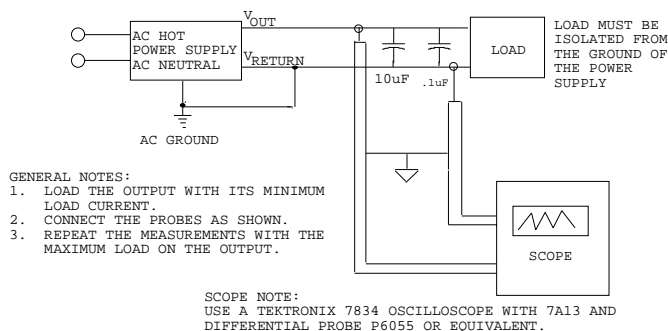 V OUT
AC HOT
POWER SUPPLY
AC NEUTRAL
V RETURN
10uF
.1uF
LOAD
LOAD MUST BE
ISOLATED FROM
THE GROUND OF
THE POWER
SUPPLY
AC GROUND
GENERAL NOTES:
1. LOAD THE OUTPUT WITH ITS MINIMUM
LOAD CURRENT.
2. CONNECT THE PROBES AS SHOWN.
3. REPEAT THE MEASUREMENTS WITH THE
MAXIMUM LOAD ON THE OUTPUT.
SCOPE
SCOPE NOTE:
USE A TEKTRONIX 7834 OSCILLOSCOPE WITH 7A13 AND
DIFFERENTIAL PROBE P6055 OR EQUIVALENT.